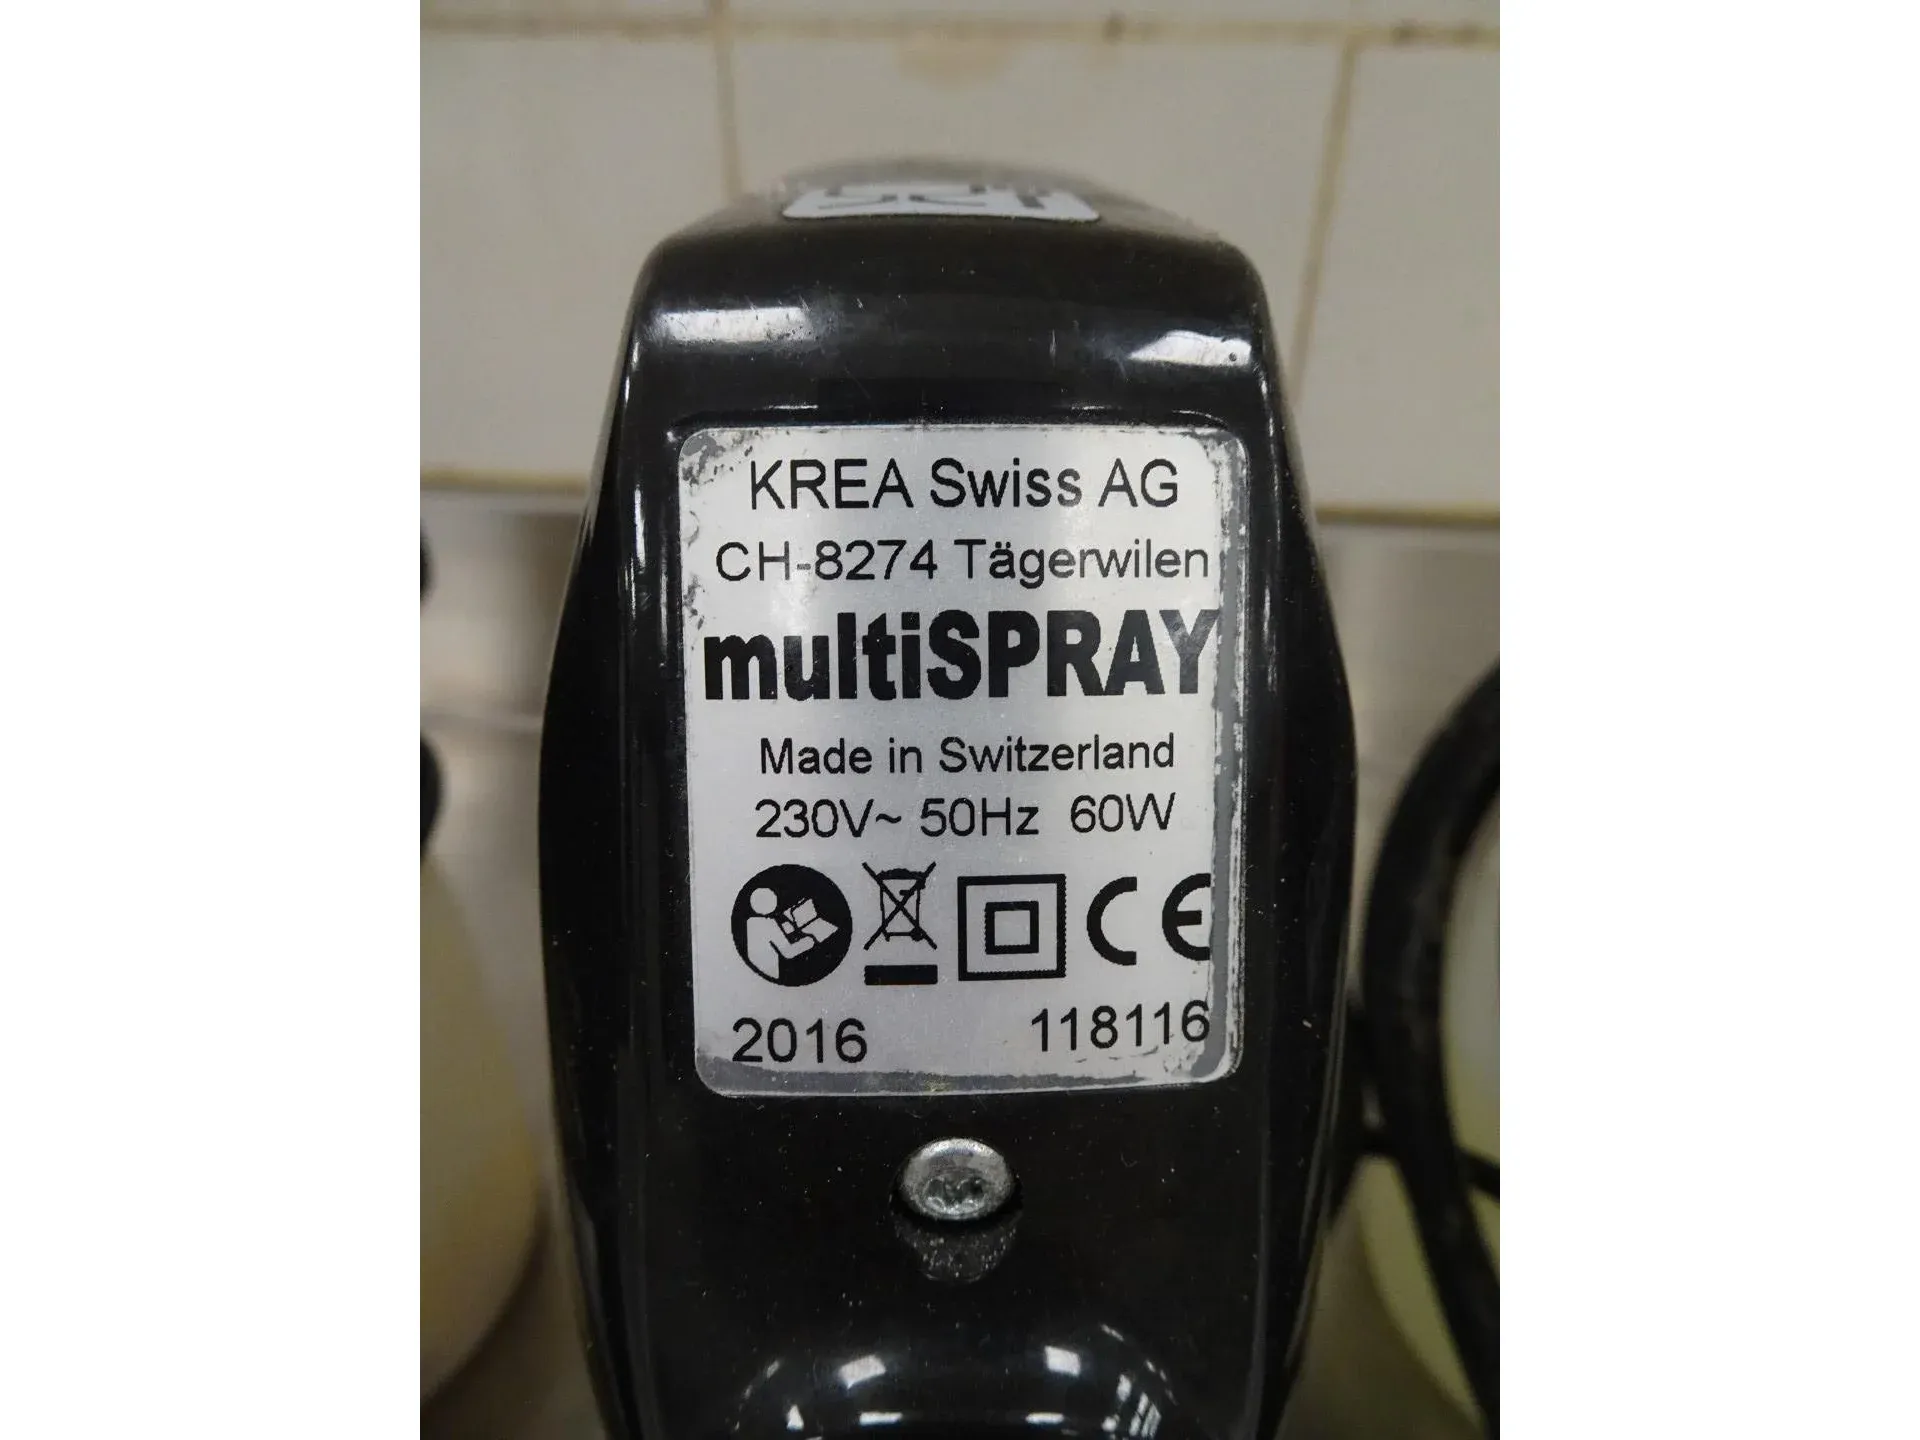 KREA Swiss AG
CH-8274 Tägerwilen
multiSPRAY
Made in Switzerland
230V~ 50Hz 60W
CE
2016 118116